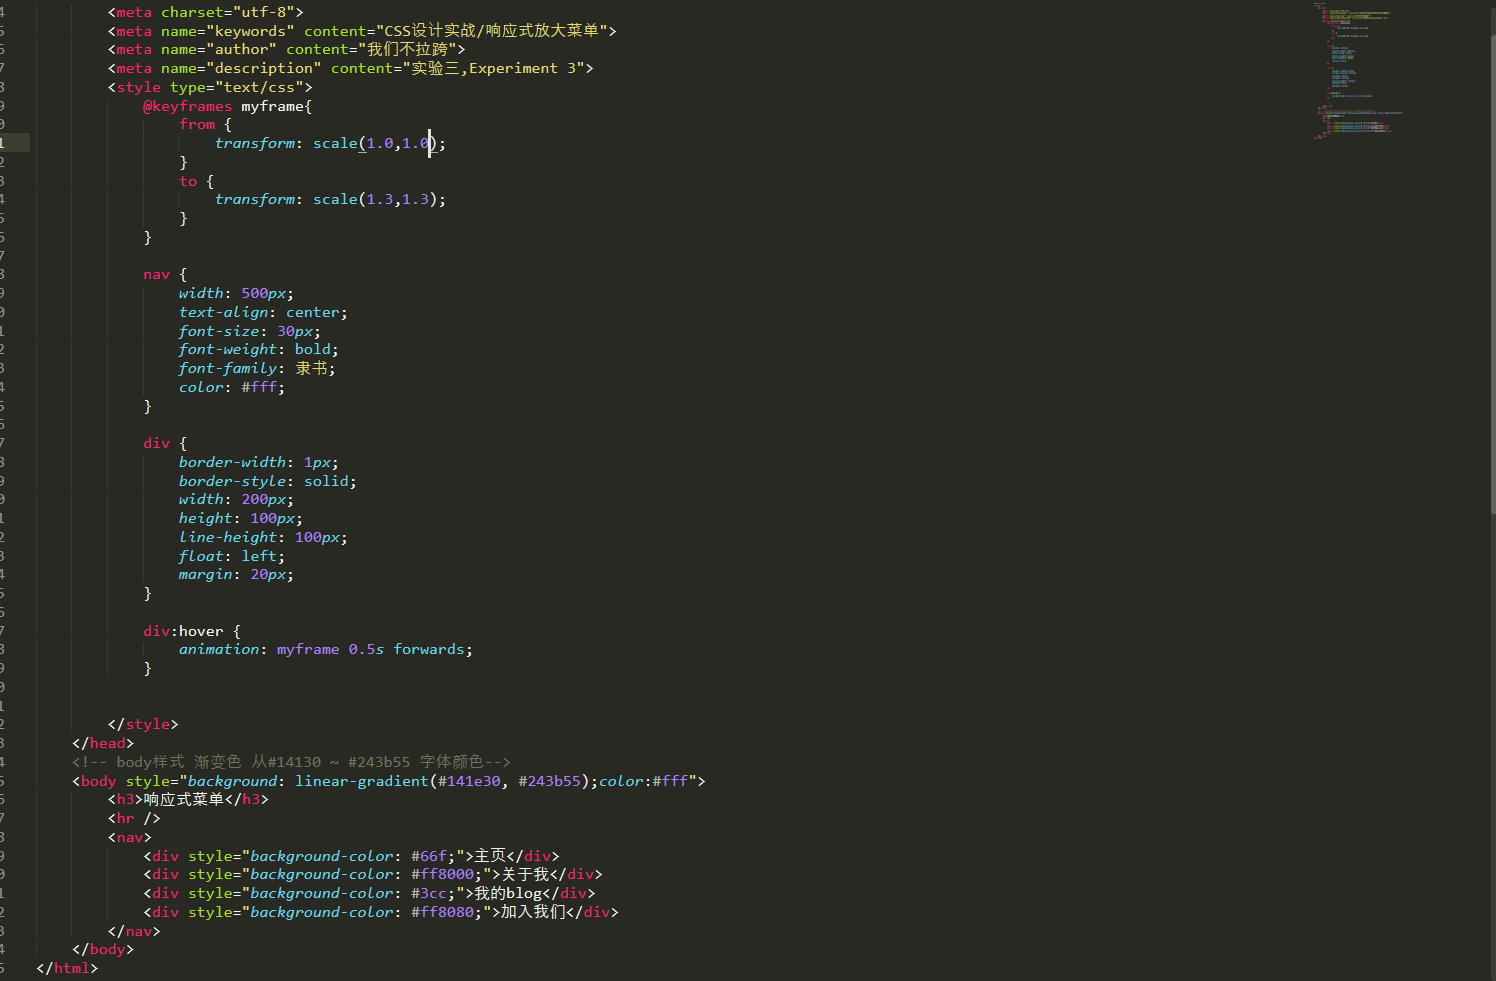 <meta charset="utf-8">
<meta name="keywords" content="CSS设计实战/响应式放大菜单">
<meta name="author" content="我们不拉跨">
<meta name="description" content="实验三,Experiment 3">
<style type="text/css">
@keyframes myframe{
from {
transform: scale(1.0,1.0);
}
to {
transform: scale(1.3,1.3);
}
}
nav {
width: 500px;
text-align: center;
font-size: 30px;
font-weight: bold;
font-family: 隶书;
color: #fff;
}
div {
border-width: 1px;
border-style: solid;
width: 200px;
height: 100px;
line-height: 100px;
float: left;
margin: 20px;
}
div:hover {
animation: myframe 0.5s forwards;
}
</style>
</head>
<!-- body样式 渐变色 从#14130 ~ #243b55 字体颜色-->
<body style="background: linear-gradient(#141e30, #243b55);color:#fff">
<h3>响应式菜单</h3>
<hr />
<nav>
<div style="background-color: #66f;">主页</div>
<div style="background-color: #ff8000;">关于我</div>
<div style="background-color: #3cc;">我的blog</div>
<div style="background-color: #ff8080;">加入我们</div>
</nav>
</body>
</html>